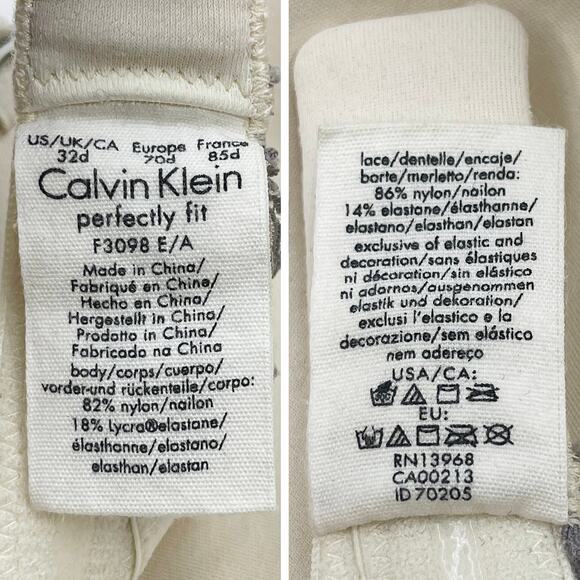 US/UK/CA Europe France
32d 70d 85d
Calvin Klein
perfectly fit
F3098 E/A
Made in China/
Fabriqué en Chine/
Hecho en China/
Hergestellt in China/
Prodotto in China/
Fabricado na China
body/corps/cuerpo/
vorder-und rückenteile/corpo:
82% nylon/nailon
18% Lycra®elastane/
élasthanne/elastano/
elasthan/elastan
lace/dentelle/encaje/
borte/merletto/renda:
86% nylon/nailon
14% elastane/élasthanne/
elastano/elasthan/elastan
exclusive of elastic and
decoration/sans élastiques
ni décoration/sin elástico
ni adornos/ausgenommen
elastik und dekoration/
exclusi l'elastico e la
decorazione/sem elástico
nem adereço
USA/CA:
EU:
RN13968
CA00213
ID 70205